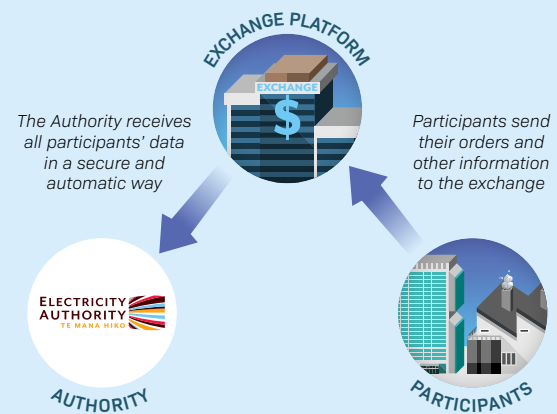 EXCHANGE PLATFORM
EXCHANGE
$
The Authority receives
all participants’ data
in a secure and
automatic way
Participants send
their orders and
other information
to the exchange
ELECTRICITY
AUTHORITY
TE MANA HIKO
AUTHORITY
PARTICIPANTS